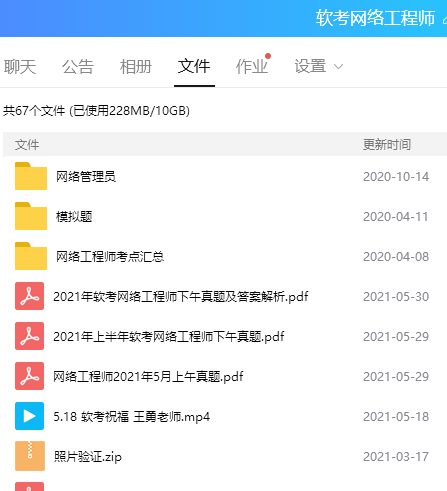 软考网络工程师
聊天 公告 相册 文件 作业 设置
共67个文件 (已使用228MB/10GB)
文件 更新时间
网络管理员 2020-10-14
模拟题 2020-04-11
网络工程师考点汇总 2020-04-08
2021年软考网络工程师下午真题及答案解析.pdf 2021-05-30
2021年上半年软考网络工程师下午真题.pdf 2021-05-29
网络工程师2021年5月上午真题.pdf 2021-05-29
5.18 软考祝福 王勇老师.mp4 2021-05-18
照片验证.zip 2021-03-17